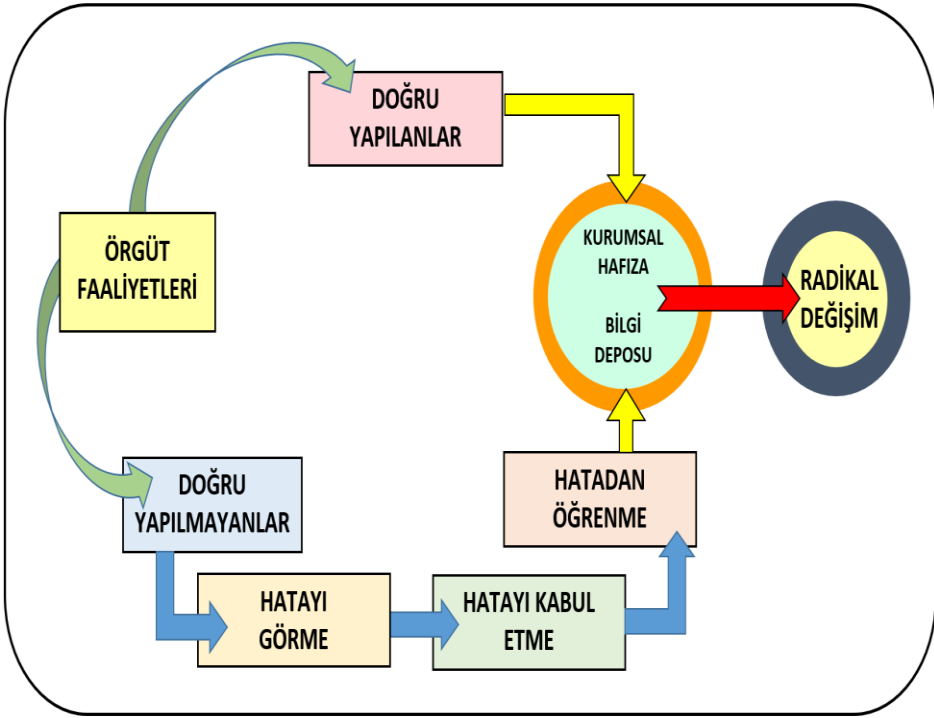 DOĞRU
YAPILANLAR
ÖRGÜT
FAALİYETLERİ
KURUMSAL
HAFIZA
BİLGİ
DEPOSU
RADİKAL
DEĞİŞİM
DOĞRU
YAPILMAYANLAR
HATADAN
ÖĞRENME
HATAYI
GÖRME
HATAYI KABUL
ETME